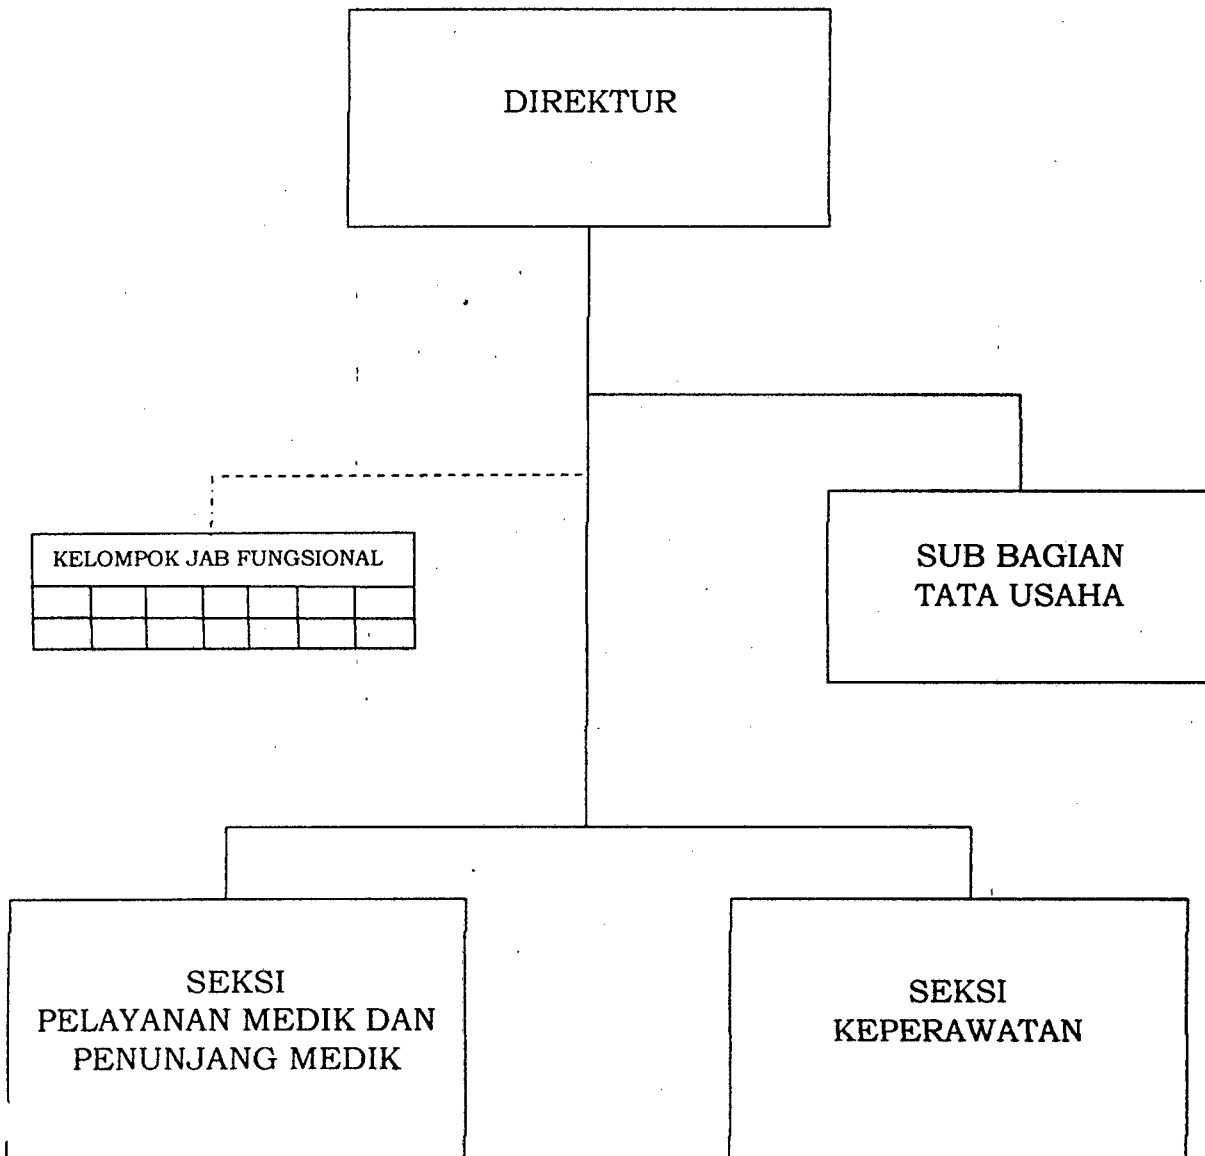 DIREKTUR
KELOMPOK JAB FUNGSIONAL
SUB BAGIAN
TATA USAHA
SEKSI
PELAYANAN MEDIK DAN
PENUNJANG MEDIK
SEKSI
KEPERAWATAN